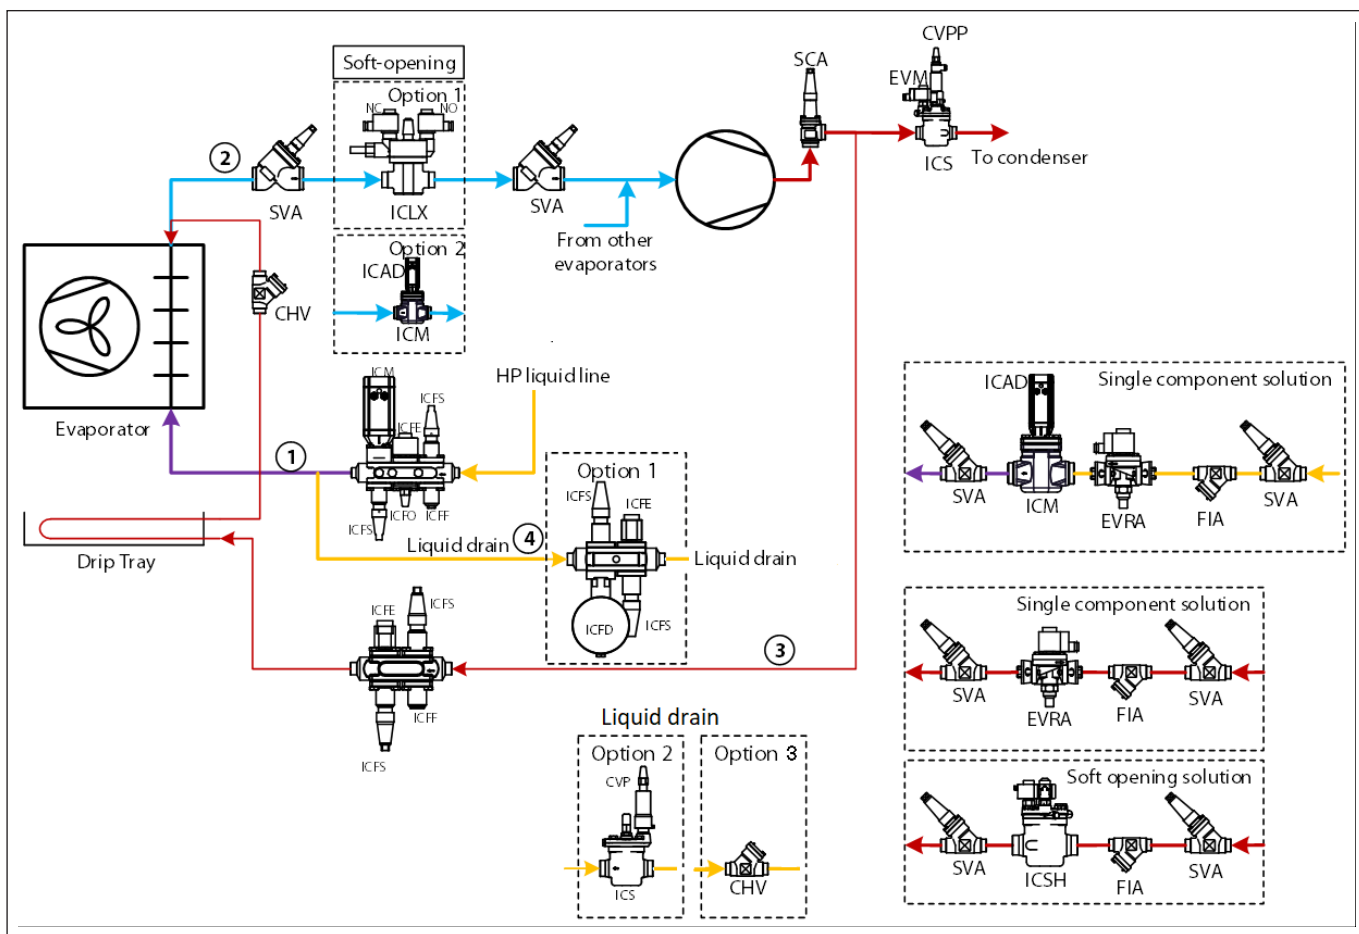 CVPP
SCA
Soft-opening
EVM
Option 1
NC
NO
2
To condenser
ICS
SVA
ICLX
SVA
From other
evaporators
Option 2
ICAD
CHV
ICM
ICM
HP liquid line
ICAD
Single component solution
ICFS
Evaporator
ICFE
1
Option 1
ICFS
ICFE
SVA
ICM
EVRA
FIA
SVA
ICFS
ICFO
ICFF
Liquid drain
4
Liquid drain
Drip Tray
ICFE
ICFS
ICFD
ICFS
Single component solution
3
SVA
EVRA
FIA
SVA
ICFF
ICFS
Liquid drain
Option 2
Option 3
CVP
Soft opening solution
ICS
CHV
SVA
ICSH
FIA
SVA